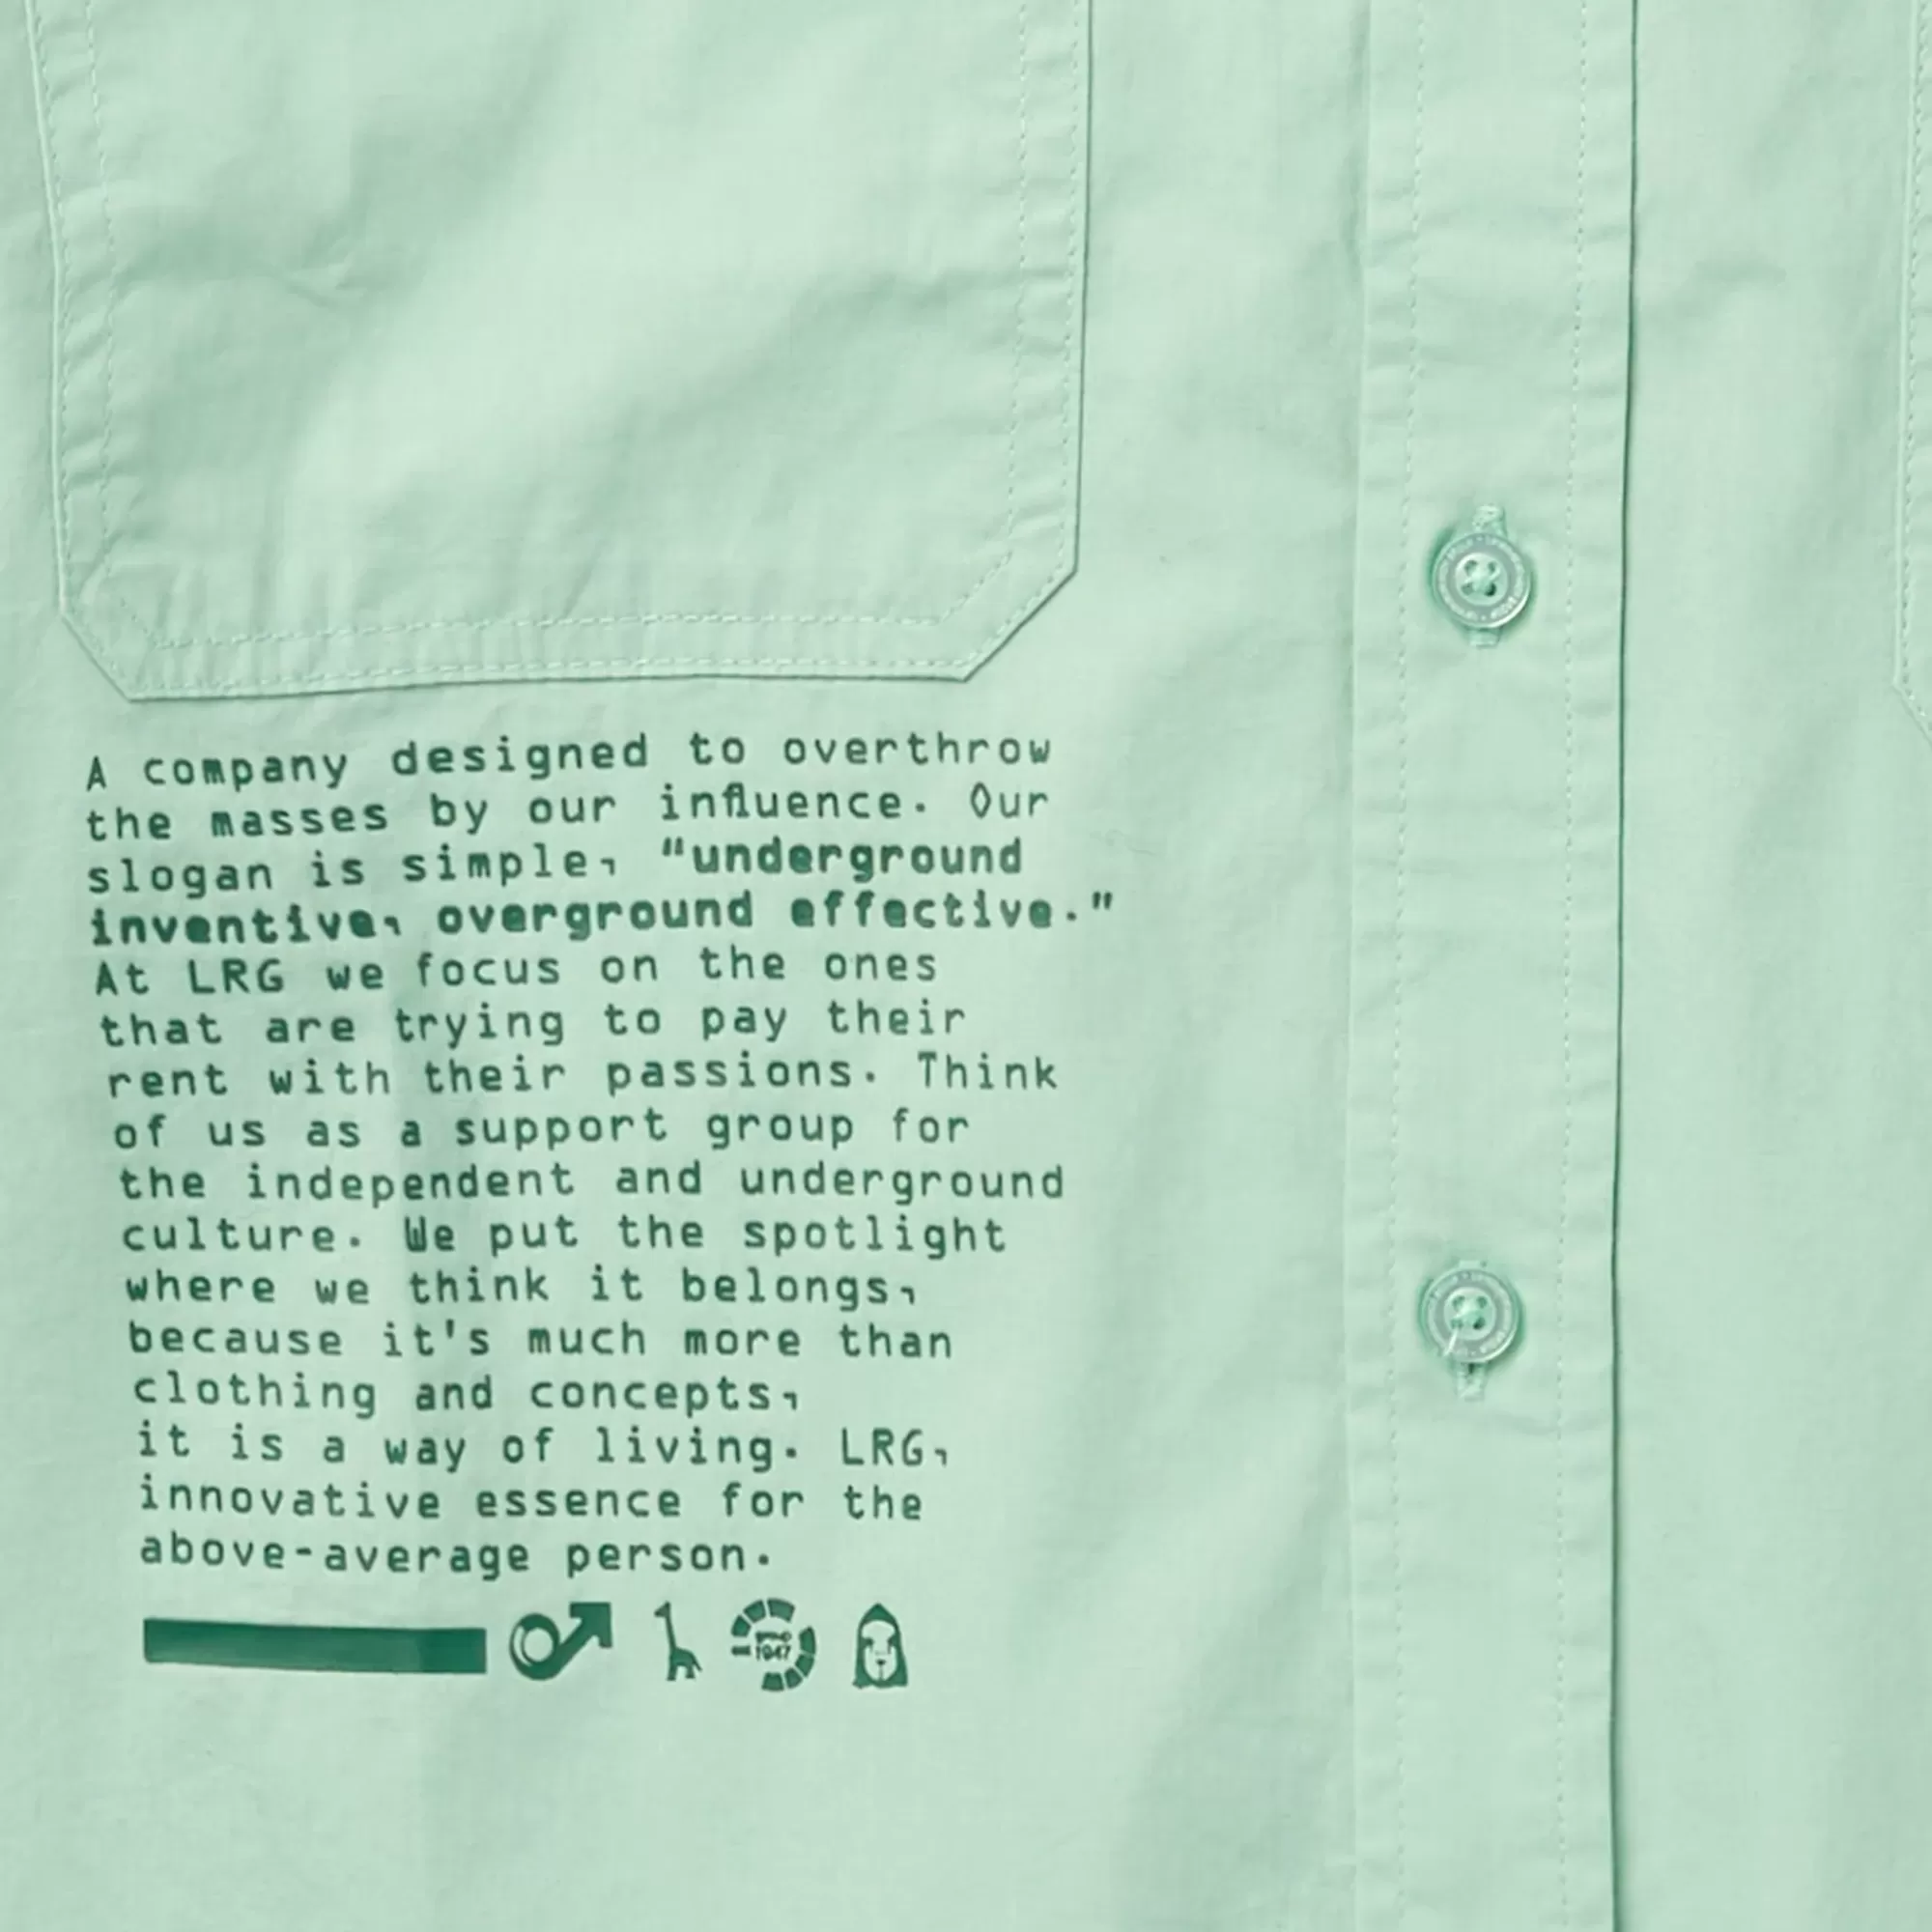 A company designed to overthrow
the masses by our influence. Our
slogan is simple, "underground
inventive, overground effective."
At LRG we focus on the ones
that are trying to pay their
rent with their passions. Think
of us as a support group for
the independent and underground
culture. We put the spotlight
where we think it belongs,
because it's much more than
clothing and concepts,
it is a way of living. LRG,
innovative essence for the
above-average person.
1947